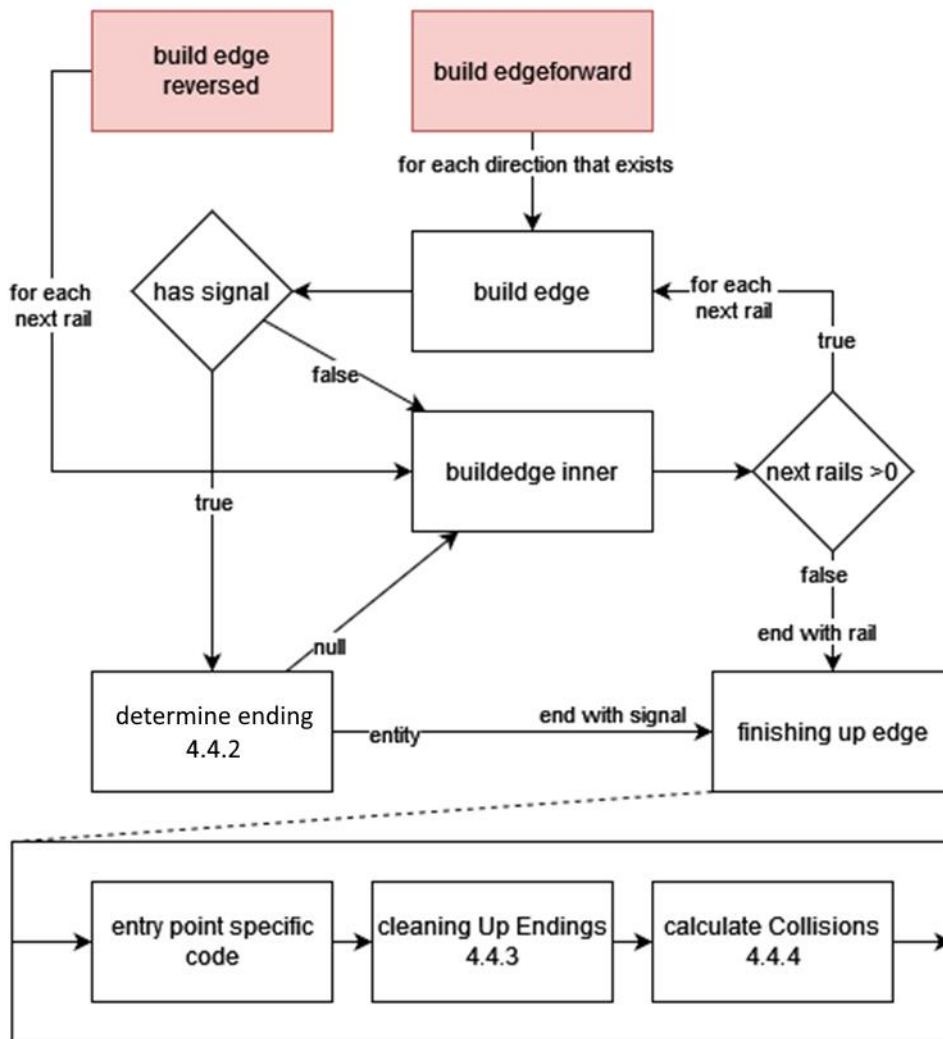 build edge
reversed
build edgeforward
for each direction that exists
has signal
build edge
for each
next rail
for each
next rail
true
false
buildedge inner
next rails >0
true
false
null
end with rail
determine ending
4.4.2
entity
end with signal
finishing up edge
entry point specific
code
cleaning Up Endings
4.4.3
calculate Collisions
4.4.4